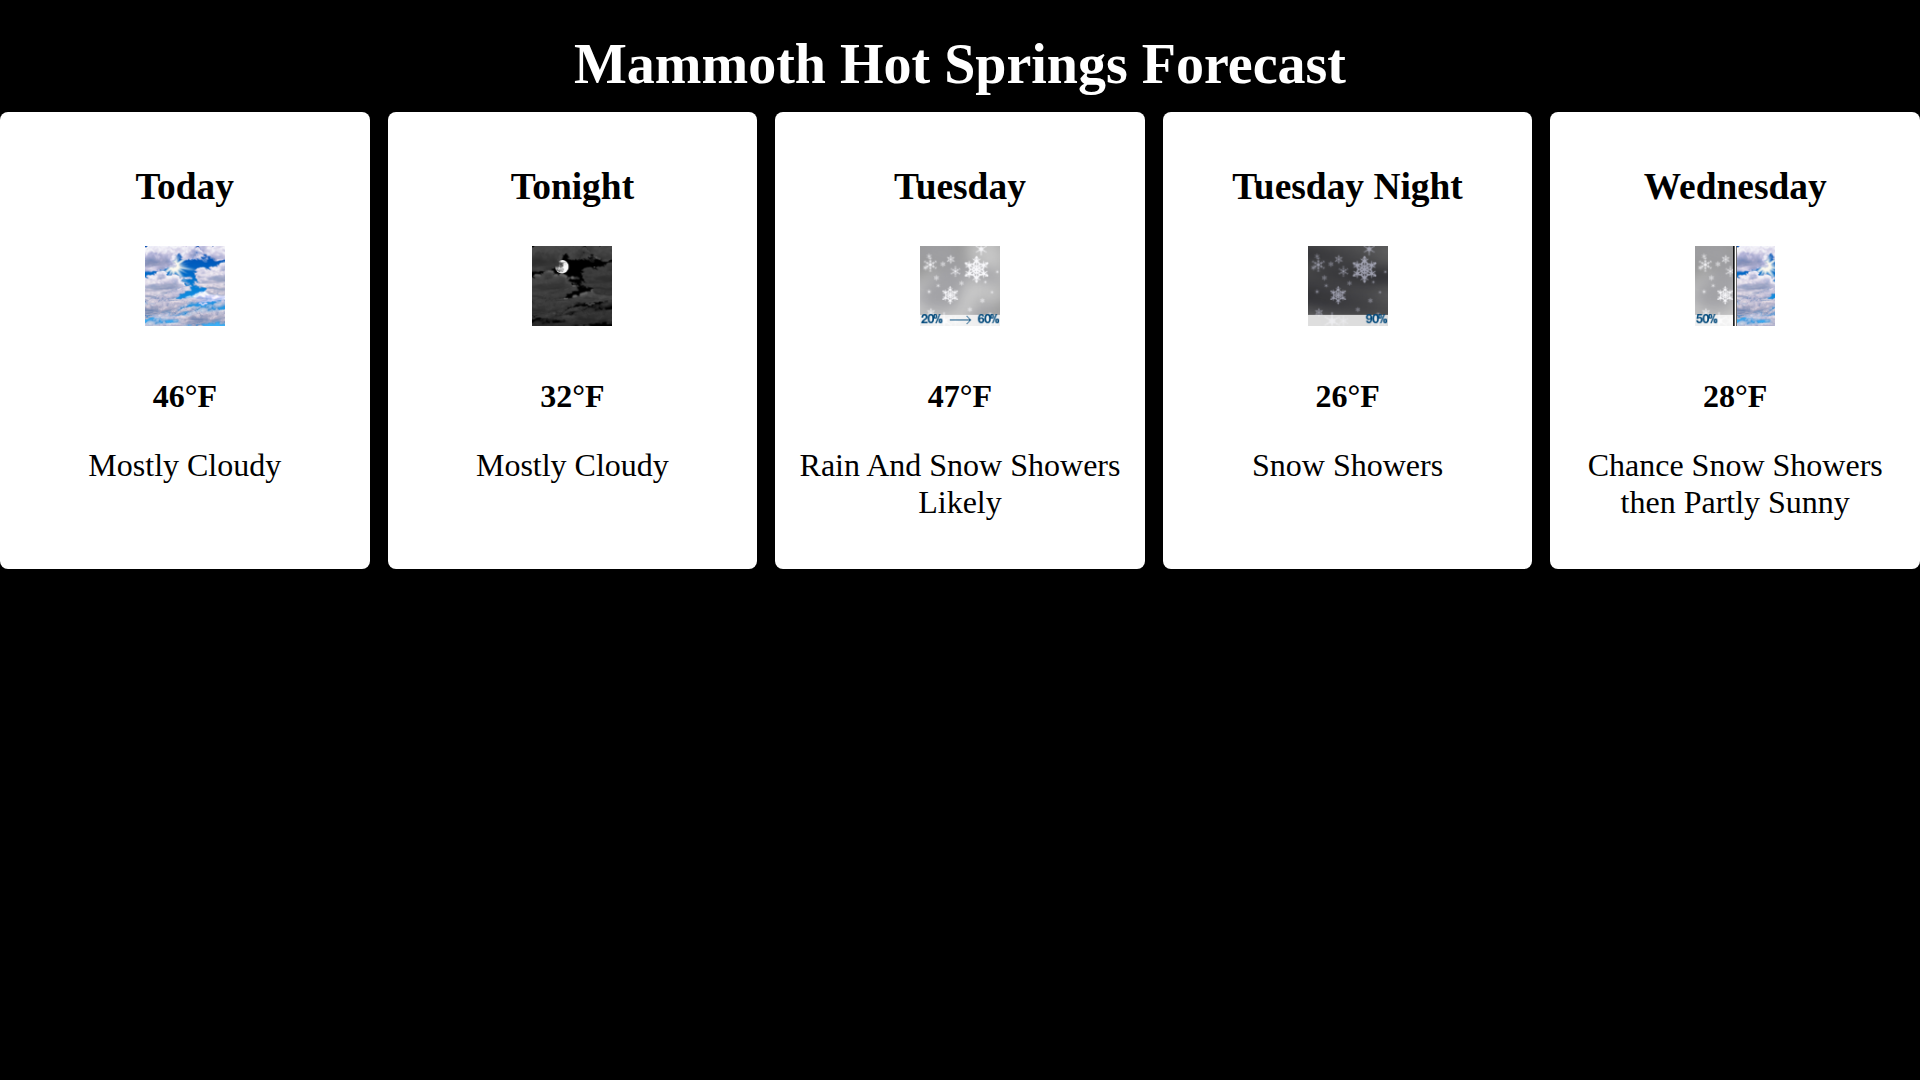 Mammoth Hot Springs Forecast
Today
46°F
Mostly Cloudy
Tonight
32°F
Mostly Cloudy
Tuesday
20% → 60%
47°F
Rain And Snow Showers
Likely
Tuesday Night
90%
26°F
Snow Showers
Wednesday
50%
28°F
Chance Snow Showers
then Partly Sunny